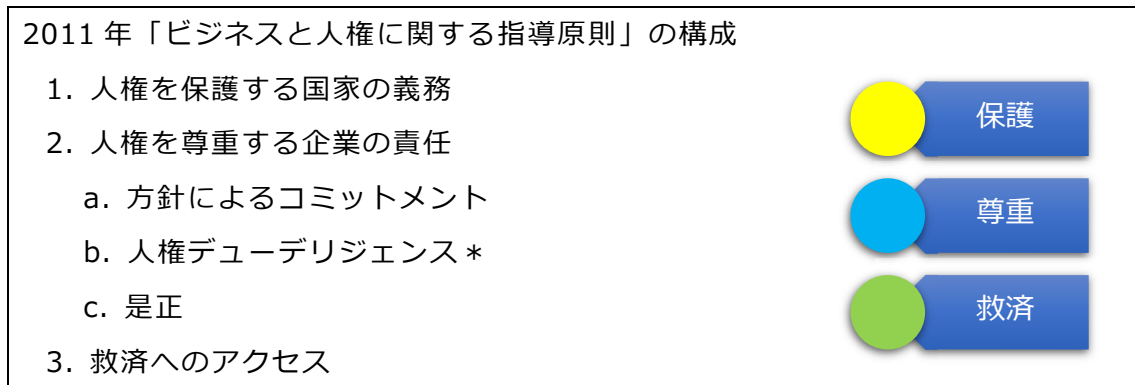 2011 年「ビジネスと人権に関する指導原則」の構成
1. 人権を保護する国家の義務
2. 人権を尊重する企業の責任
a. 方針によるコミットメント
b. 人権デューデリジェンス＊
c. 是正
3. 救済へのアクセス
保護
尊重
救済